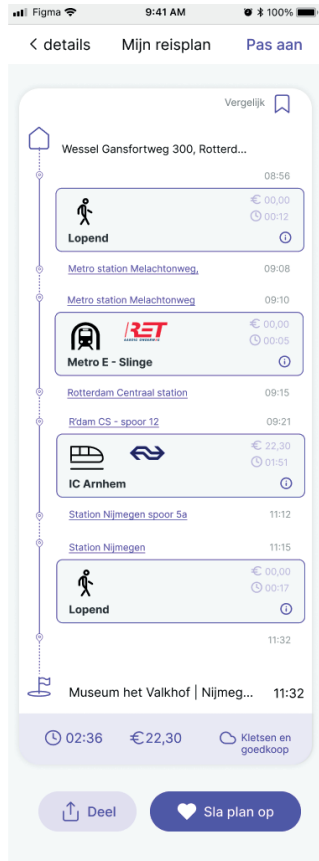 Figma 9:41 AM 100%
details Mijn reisplan Pas aan
Vergelijk
Wessel Gansfortweg 300, Rotterd...
08:56
€ 00,00
00:12
Lopend
Metro station Melachtonweg, 09:08
Metro station Melachtonweg 09:10
RET
€ 00,00
00:05
Metro E - Slinge
Rotterdam Centraal station 09:15
R'dam CS - spoor 12 09:21
€ 22,30
01:51
IC Arnhem
Station Nijmegen spoor 5a 11:12
Station Nijmegen 11:15
€ 00,00
00:17
Lopend
11:32
Museum het Valkhof | Nijmeg... 11:32
02:36 €22,30 Kletsen en
goedkoop
Deel Sla plan op